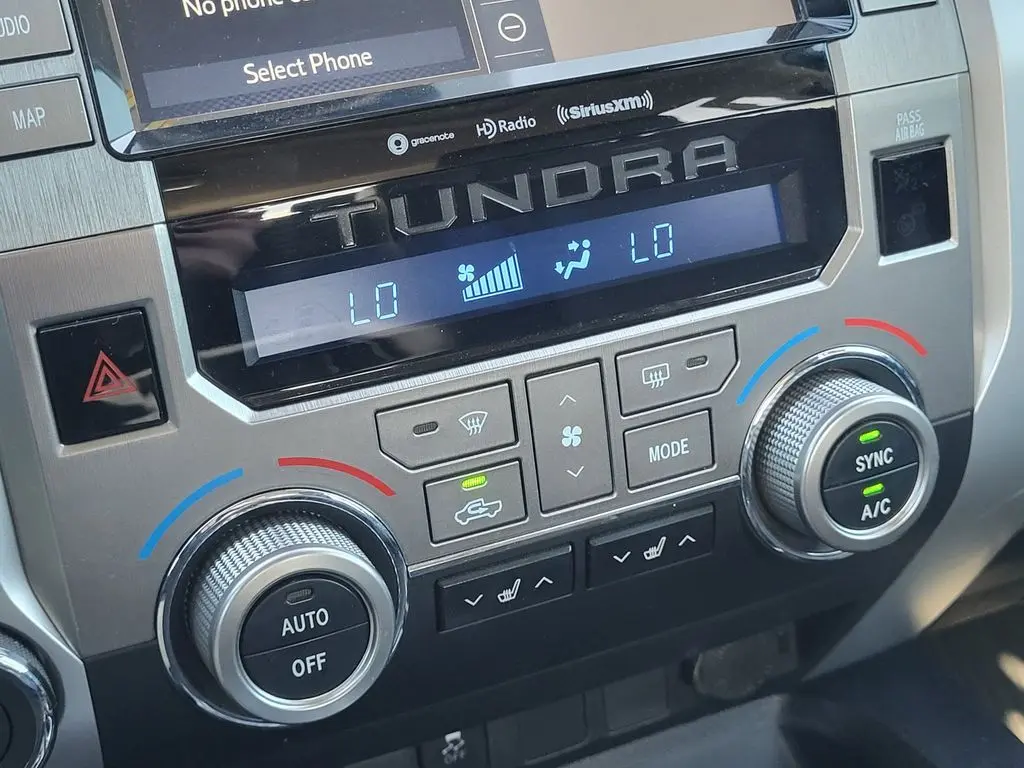 No phone
Select Phone
MAP
gracenote
HD Radio
SiriusXM
PASS
AIR BAG
TUNDRA
LO
LO
MODE
SYNC
A/C
AUTO
OFF